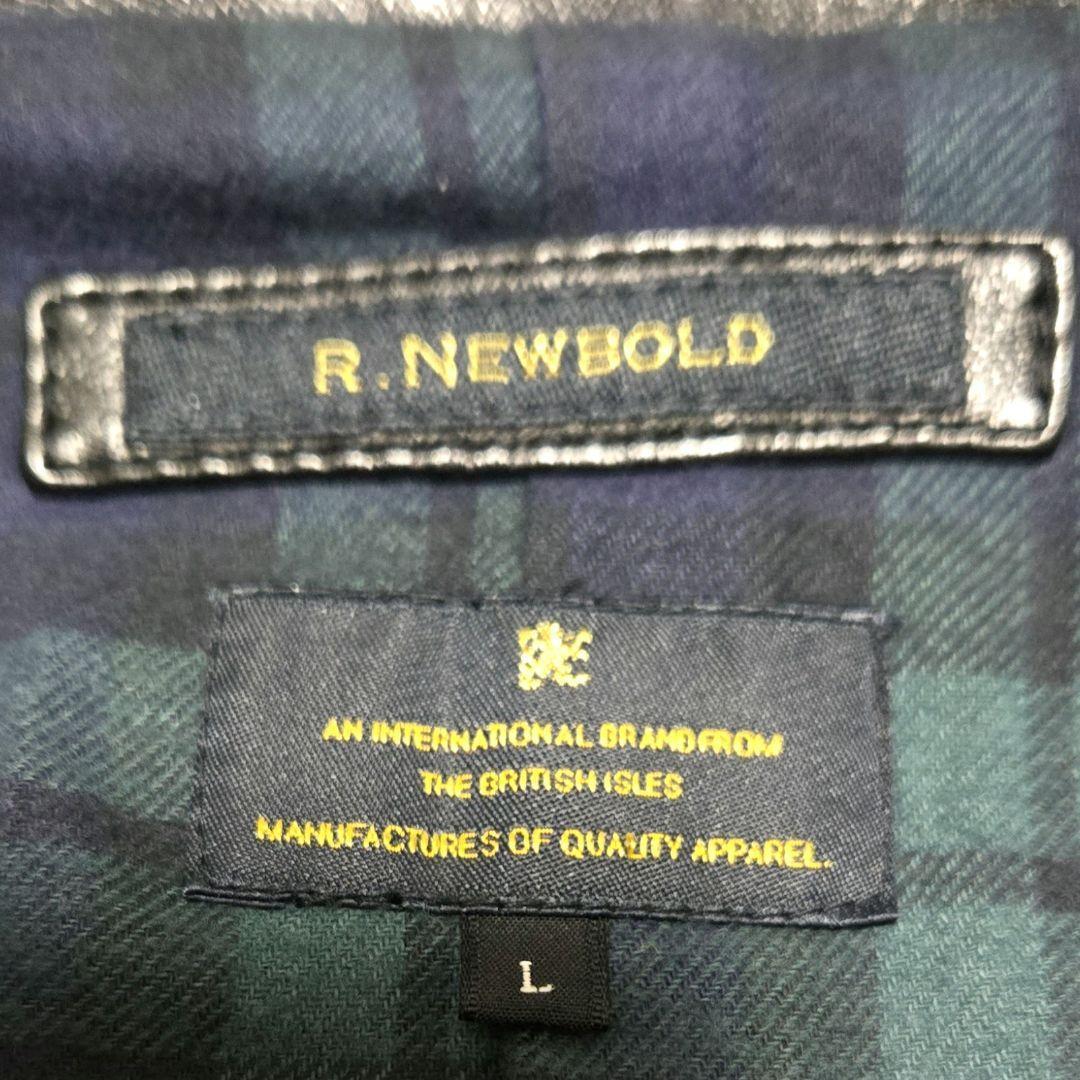 R. NEWBOLD
AN INTERNATIONAL BRAND FROM
THE BRITISH ISLES
MANUFACTURES OF QUALITY APPAREL.
L